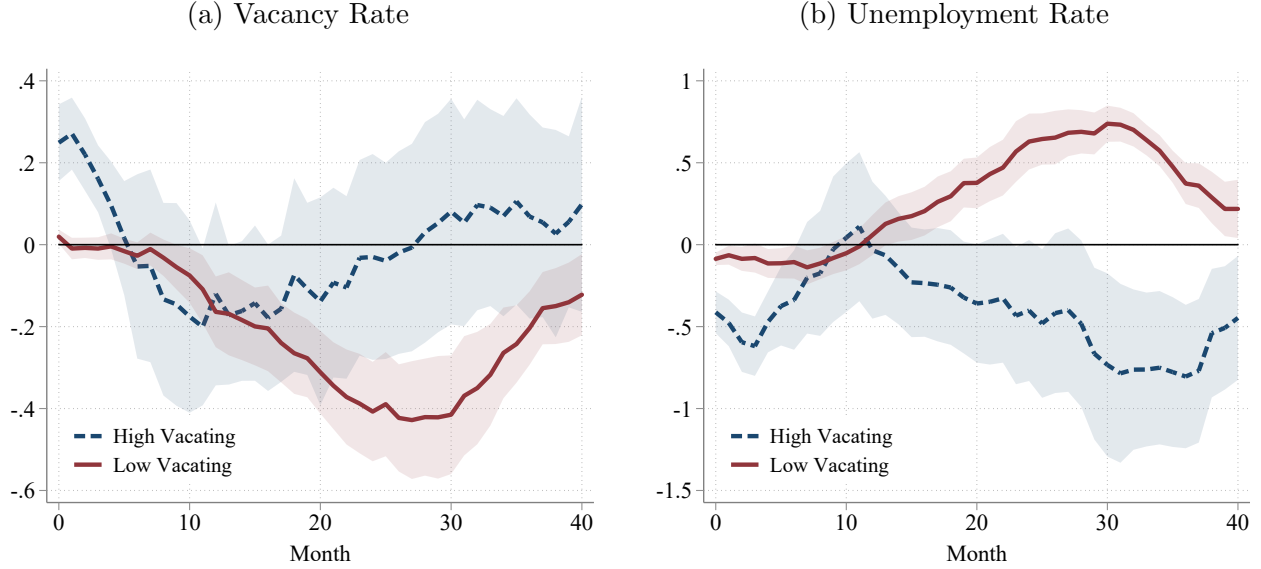 (a) Vacancy Rate
.4
.2
0
-.2
-.4
-.6
High Vacating
Low Vacating
0 10 20 30 40
Month
(b) Unemployment Rate
1
.5
0
-.5
-1
-1.5
High Vacating
Low Vacating
0 10 20 30 40
Month